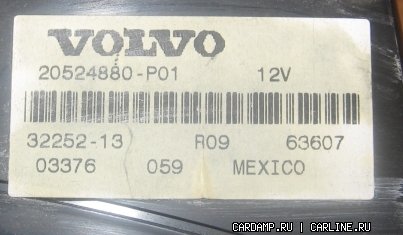 VOLVO
20524880-P01 12V
32252-13 R09 63607
03376 059 MEXICO
CARDAMP.RU | CARLINE.RU